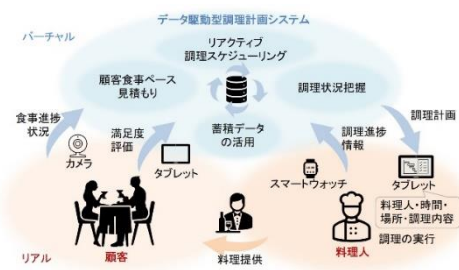 データ駆動型調理計画システム
バーチャル
リアクティブ
調理スケジューリング
顧客食事ペース
見積もり
調理状況把握
蓄積データ
の活用
食事進捗
状況
カメラ
満足度
評価
タブレット
調理進捗
情報
スマートウォッチ
調理計画
タブレット
料理人・時間・
場所・調理内容
調理の実行
リアル
顧客
料理提供
料理人